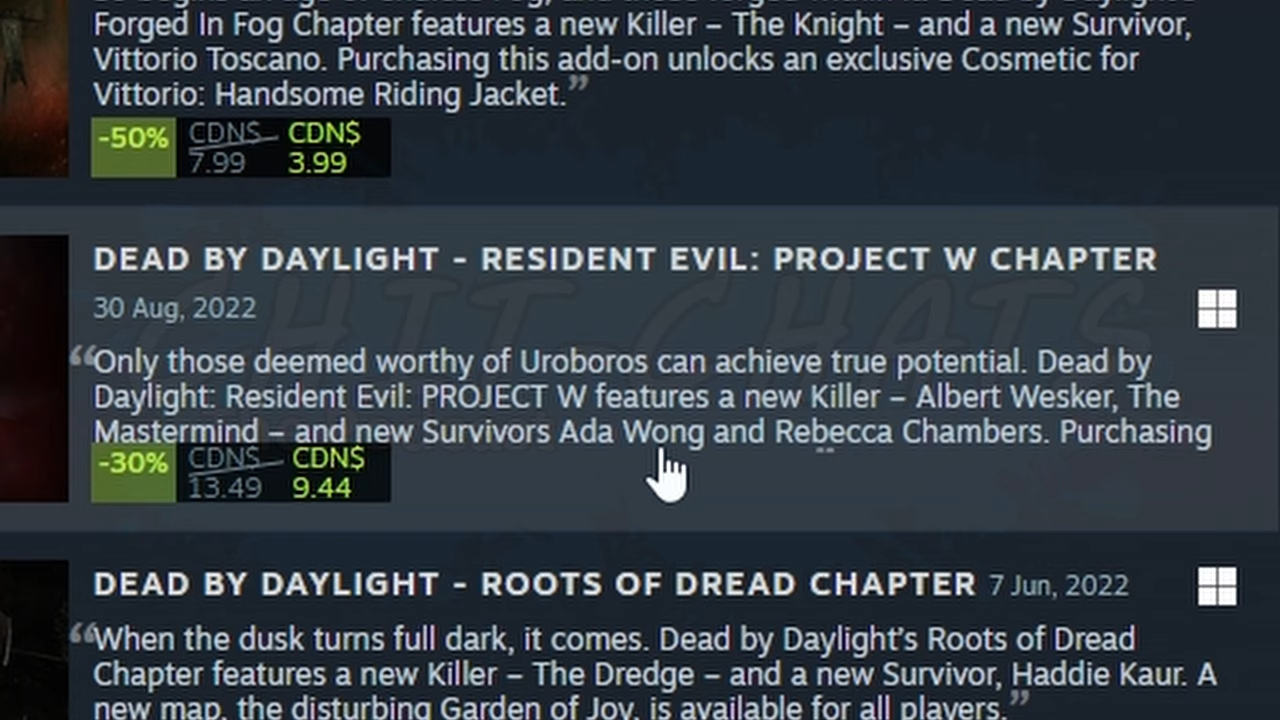 Forged In Fog Chapter features a new Killer – The Knight – and a new Survivor,
Vittorio Toscano. Purchasing this add-on unlocks an exclusive Cosmetic for
Vittorio: Handsome Riding Jacket.”
-50% CDN$ 7.99 CDN$ 3.99
DEAD BY DAYLIGHT - RESIDENT EVIL: PROJECT W CHAPTER
30 Aug, 2022
“Only those deemed worthy of Uroboros can achieve true potential. Dead by
Daylight: Resident Evil: PROJECT W features a new Killer – Albert Wesker, The
Mastermind – and new Survivors Ada Wong and Rebecca Chambers. Purchasing
-30% CDN$ 13.49 CDN$ 9.44
CHIT-CHATS
DEAD BY DAYLIGHT - ROOTS OF DREAD CHAPTER 7 Jun, 2022
“When the dusk turns full dark, it comes. Dead by Daylight’s Roots of Dread
Chapter features a new Killer – The Dredge – and a new Survivor, Haddie Kaur. A
new map, the disturbing Garden of Joy, is available for all players.”